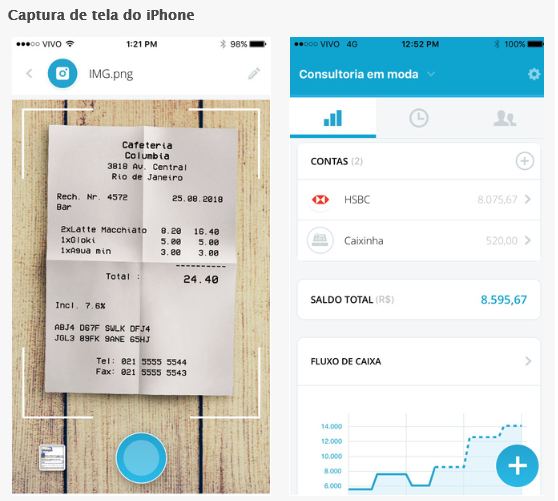 Captura de tela do iPhone
VIVO 1:21 PM 98%
IMG.png
Cafeteria
Columbia
3818 Av. Central
Rio de Janeiro
Rech. Nr. 4572 25.08.2018
Bar
2xLatte Macchiato 8.20 16.40
1xGloki 5.00 5.00
1xAgua min 3.00 3.00
Total : 24.40
Incl. 7.6%
ABJ4 DG7F SWLK DFJ4
JGL3 89FK 9ANE 65HJ
Tel: 021 5555 5544
Fax: 021 5555 5543
VIVO 4G 12:52 PM 100%
Consultoria em moda
CONTAS (2)
HSBC 8.075,67
Caixinha 520,00
SALDO TOTAL (R$) 8.595,67
FLUXO DE CAIXA
14.000
12.000
10.000
8.000
6.000